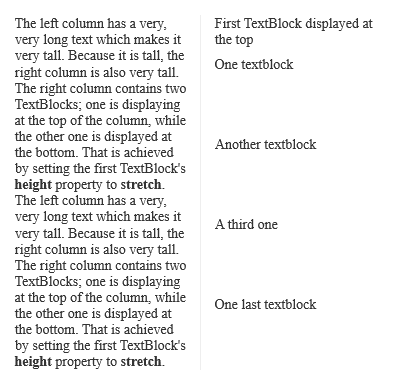 The left column has a very,
very long text which makes it
very tall. Because it is tall, the
right column is also very tall.
The right column contains two
TextBlocks; one is displaying
at the top of the column, while
the other one is displayed at
the bottom. That is achieved
by setting the first TextBlock's
height property to stretch.
The left column has a very,
very long text which makes it
very tall. Because it is tall, the
right column is also very tall.
The right column contains two
TextBlocks; one is displaying
at the top of the column, while
the other one is displayed at
the bottom. That is achieved
by setting the first TextBlock's
height property to stretch.
First TextBlock displayed at
the top
One textblock
Another textblock
A third one
One last textblock